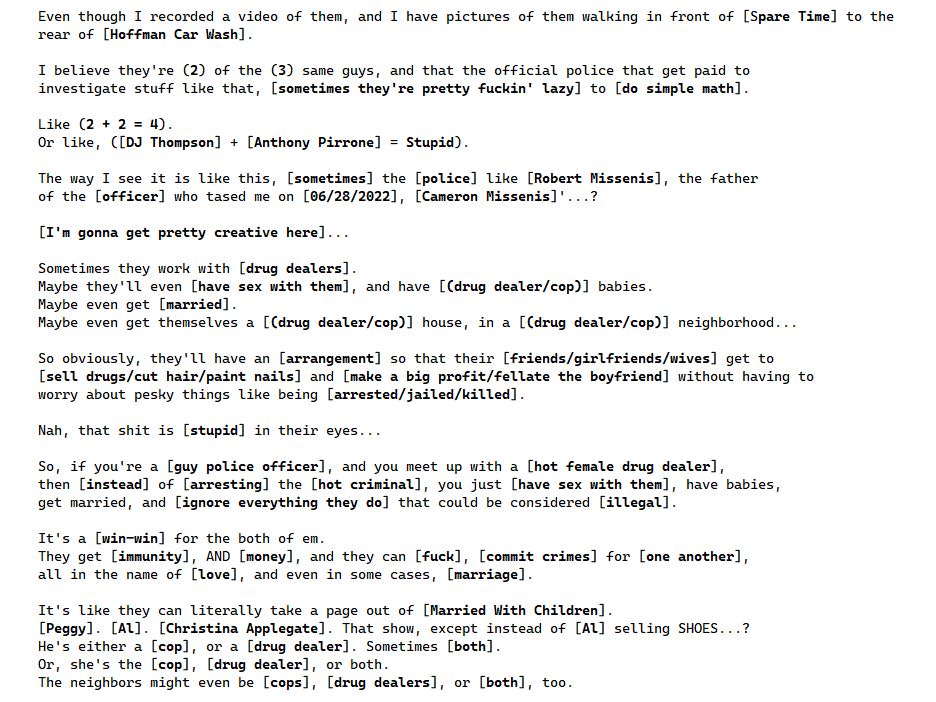 Even though I recorded a video of them, and I have pictures of them walking in front of [Spare Time] to the
rear of [Hoffman Car Wash].

I believe they're (2) of the (3) same guys, and that the official police that get paid to
investigate stuff like that, [sometimes they're pretty fuckin' lazy] to [do simple math].

Like (2 + 2 = 4).
Or like, ([DJ Thompson] + [Anthony Pirrone] = Stupid).

The way I see it is like this, [sometimes] the [police] like [Robert Missenis], the father
of the [officer] who tased me on [06/28/2022], [Cameron Missenis]'...?

[I'm gonna get pretty creative here]...

Sometimes they work with [drug dealers].
Maybe they'll even [have sex with them], and have [(drug dealer/cop)] babies.
Maybe even get [married].
Maybe even get themselves a [(drug dealer/cop)] house, in a [(drug dealer/cop)] neighborhood...

So obviously, they'll have an [arrangement] so that their [friends/girlfriends/wives] get to
[sell drugs/cut hair/paint nails] and [make a big profit/fellate the boyfriend] without having to
worry about pesky things like being [arrested/jailed/killed].

Nah, that shit is [stupid] in their eyes...

So, if you're a [guy police officer], and you meet up with a [hot female drug dealer],
then [instead] of [arresting] the [hot criminal], you just [have sex with them], have babies,
get married, and [ignore everything they do] that could be considered [illegal].

It's a [win-win] for the both of em.
They get [immunity], AND [money], and they can [fuck], [commit crimes] for [one another],
all in the name of [love], and even in some cases, [marriage].

It's like they can literally take a page out of [Married With Children].
[Peggy]. [Al]. [Christina Applegate]. That show, except instead of [Al] selling SHOES...?
He's either a [cop], or a [drug dealer]. Sometimes [both].
Or, she's the [cop], [drug dealer], or both.
The neighbors might even be [cops], [drug dealers], or [both], too.